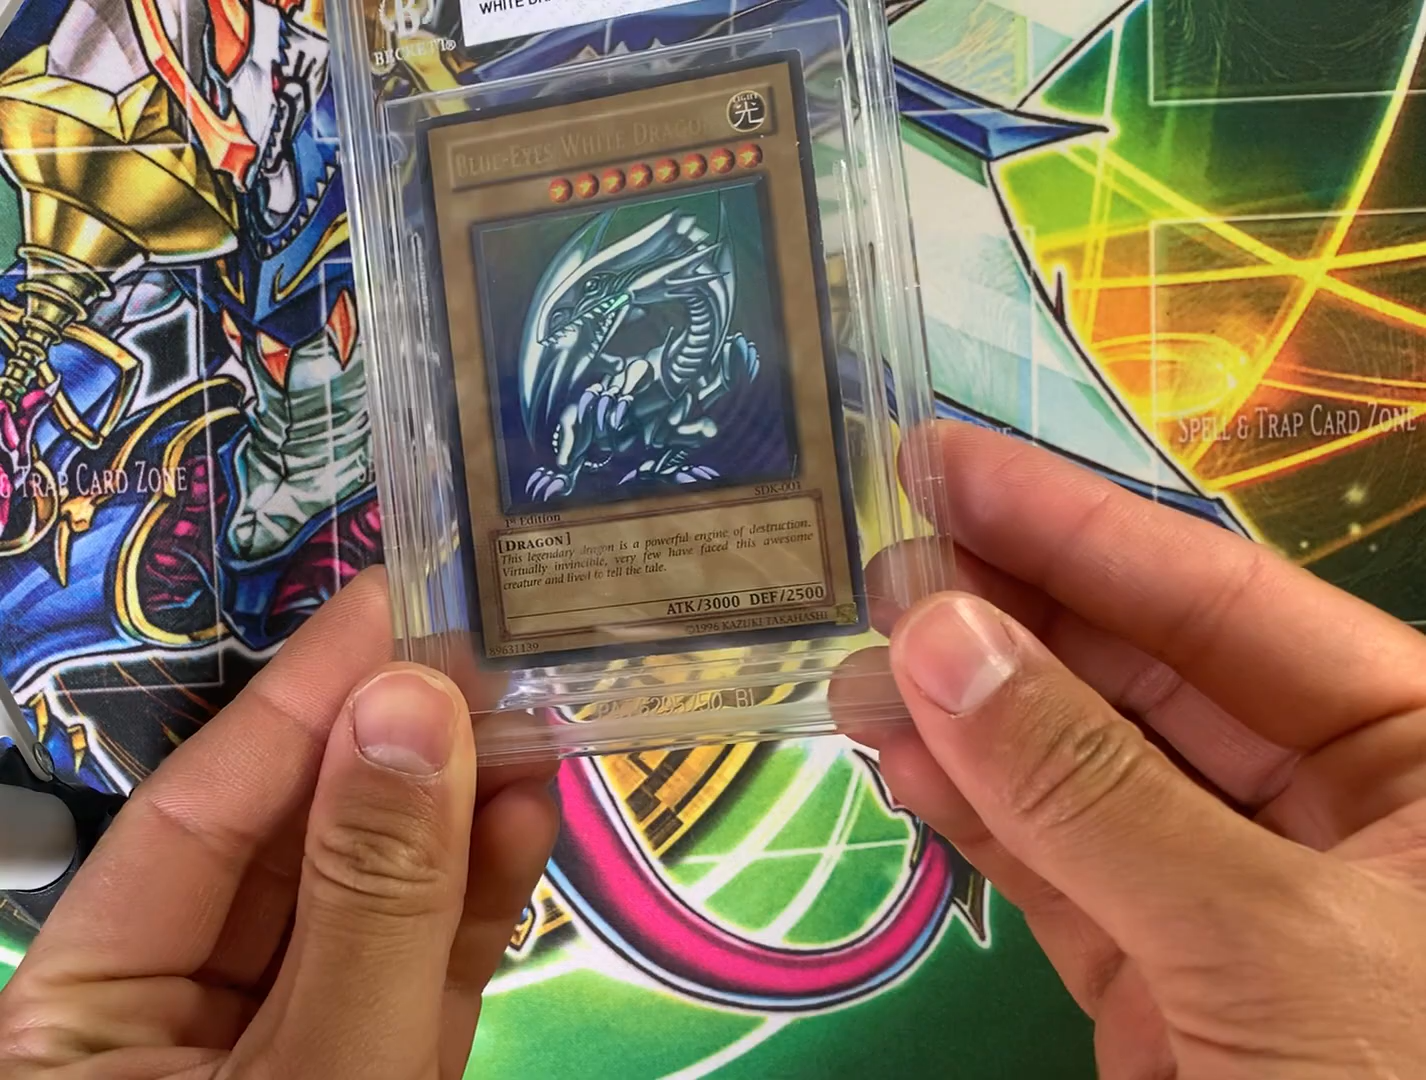 WHITE
BECKETT®
BLUE-EYES WHITE DRAGON
LIGHT
光
SDK-001
1st Edition
[DRAGON]
This legendary dragon is a powerful engine of destruction.
Virtually invincible, very few have faced this awesome
creature and lived to tell the tale.
ATK/3000 DEF/2500
89631139
©1996 KAZUKI TAKAHASHI
& TRAP CARD ZONE
SPELL & TRAP CARD ZONE